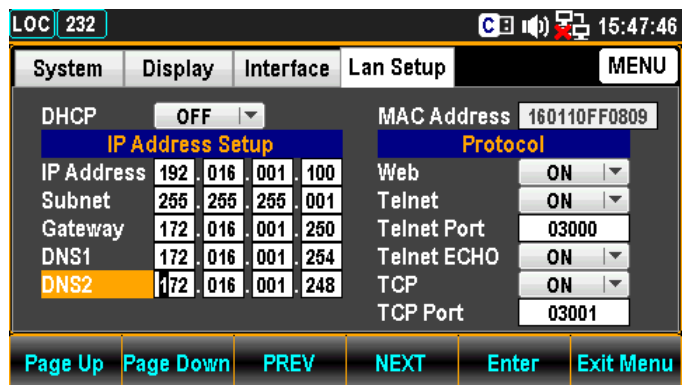 LOC 232 C 15:47:46
System Display Interface Lan Setup MENU
DHCP OFF MAC Address 160110FF0809
IP Address Setup Protocol
IP Address 192 . 016 . 001 . 100 Web ON
Subnet 255 . 255 . 255 . 001 Telnet ON
Gateway 172 . 016 . 001 . 250 Telnet Port 03000
DNS1 172 . 016 . 001 . 254 Telnet ECHO ON
DNS2 172 . 016 . 001 . 248 TCP ON
TCP Port 03001
Page Up Page Down PREV NEXT Enter Exit Menu